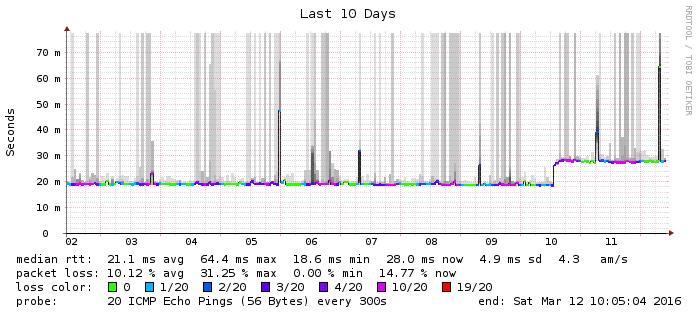 Last 10 Days
RRDTOOL / TOBI OETIKER
Seconds
70 m
60 m
50 m
40 m
30 m
20 m
10 m
0
02 03 04 05 06 07 08 09 10 11
median rtt: 21.1 ms avg 64.4 ms max 18.6 ms min 28.0 ms now 4.9 ms sd 4.3 am/s
packet loss: 10.12 % avg 31.25 % max 0.00 % min 14.77 % now
loss color: 0 1/20 2/20 3/20 4/20 10/20 19/20
probe: 20 ICMP Echo Pings (56 Bytes) every 300s end: Sat Mar 12 10:05:04 2016